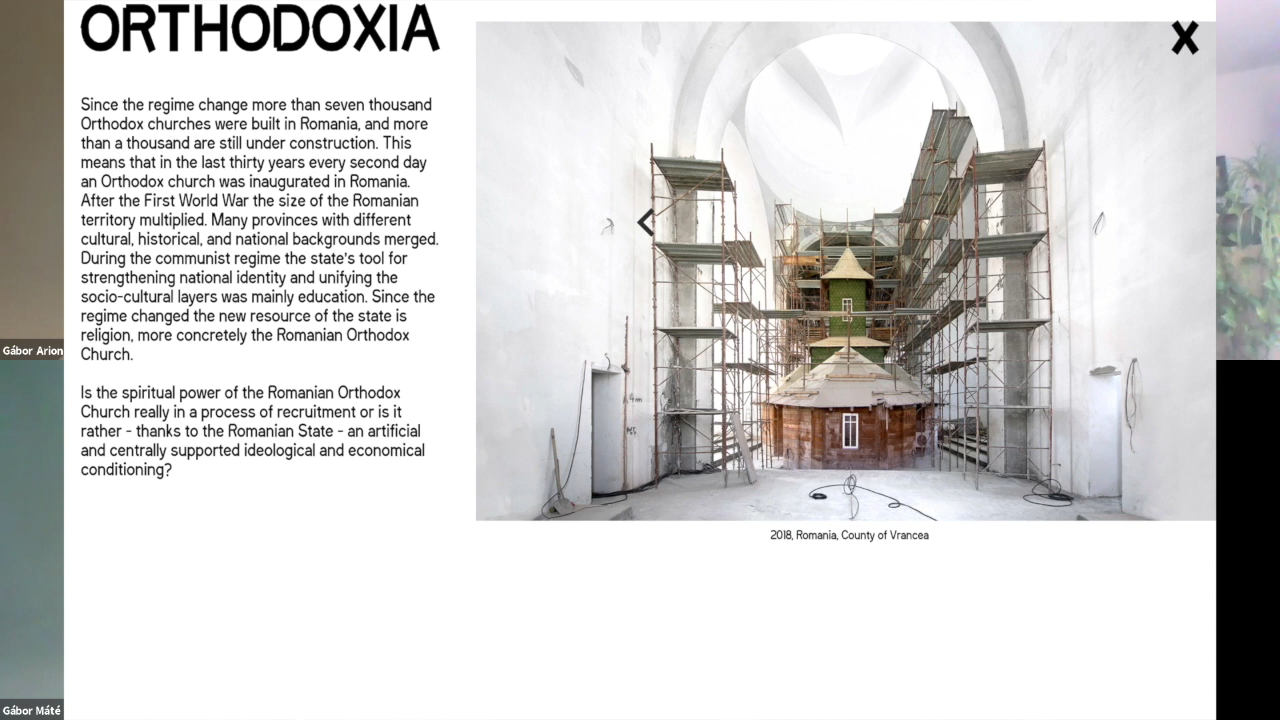 ORTHODOXIA
X
Since the regime change more than seven thousand
Orthodox churches were built in Romania, and more
than a thousand are still under construction. This
means that in the last thirty years every second day
an Orthodox church was inaugurated in Romania.
After the First World War the size of the Romanian
territory multiplied. Many provinces with different
cultural, historical, and national backgrounds merged.
During the communist regime the state's tool for
strengthening national identity and unifying the
socio-cultural layers was mainly education. Since the
regime changed the new resource of the state is
religion, more concretely the Romanian Orthodox
Church.
Is the spiritual power of the Romanian Orthodox
Church really in a process of recruitment or is it
rather - thanks to the Romanian State - an artificial
and centrally supported ideological and economical
conditioning?
2018, Romania, County of Vrancea
Gábor Arion
Gábor Máté